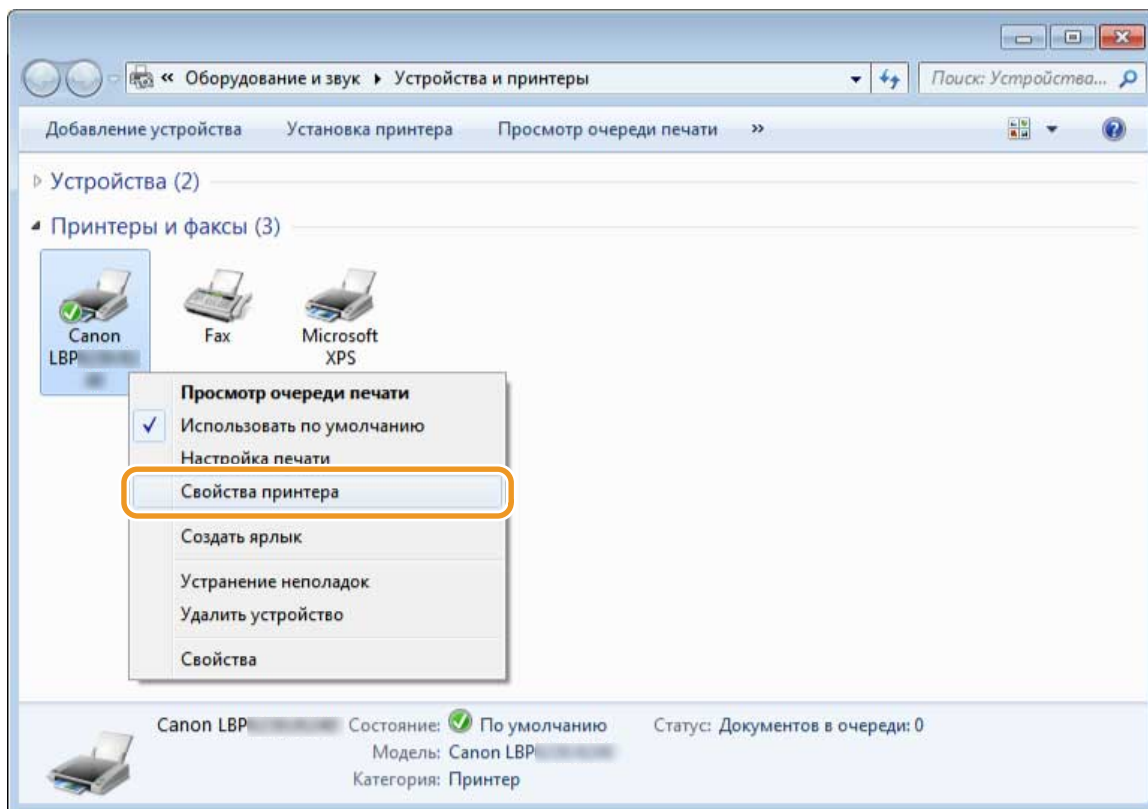 « Оборудование и звук ▸ Устройства и принтеры
Поиск: Устройства...
Добавление устройства Установка принтера Просмотр очереди печати »
Устройства (2)
Принтеры и факсы (3)
Canon
LBP
Fax
Microsoft
XPS
Просмотр очереди печати
Использовать по умолчанию
Настройка печати
Свойства принтера
Создать ярлык
Устранение неполадок
Удалить устройство
Свойства
Canon LBP Состояние: По умолчанию Статус: Документов в очереди: 0
Модель: Canon LBP
Категория: Принтер